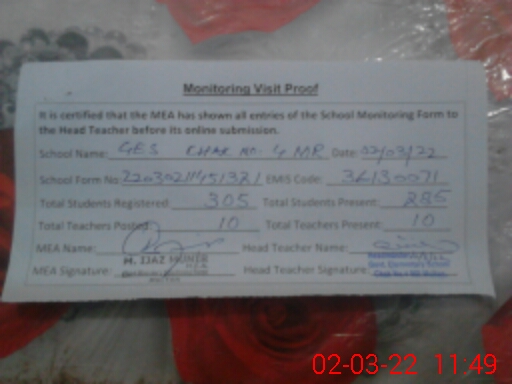 Monitoring Visit Proof
It is certified that the MEA has shown all entries of the School Monitoring Form to
the Head Teacher before its online submission.
School Name: GES CHAK NO. 4 MR Date: 02/03/22
School Form No: EMIS Code: 36130071
Total Students Registered: 305 Total Students Present: 285
Total Teachers Posted: 10 Total Teachers Present: 10
MEA Name: Head Teacher Name:
M. IJAZ MUNIR
MEA Signature: Head Teacher Signature:
02-03-22 11:49